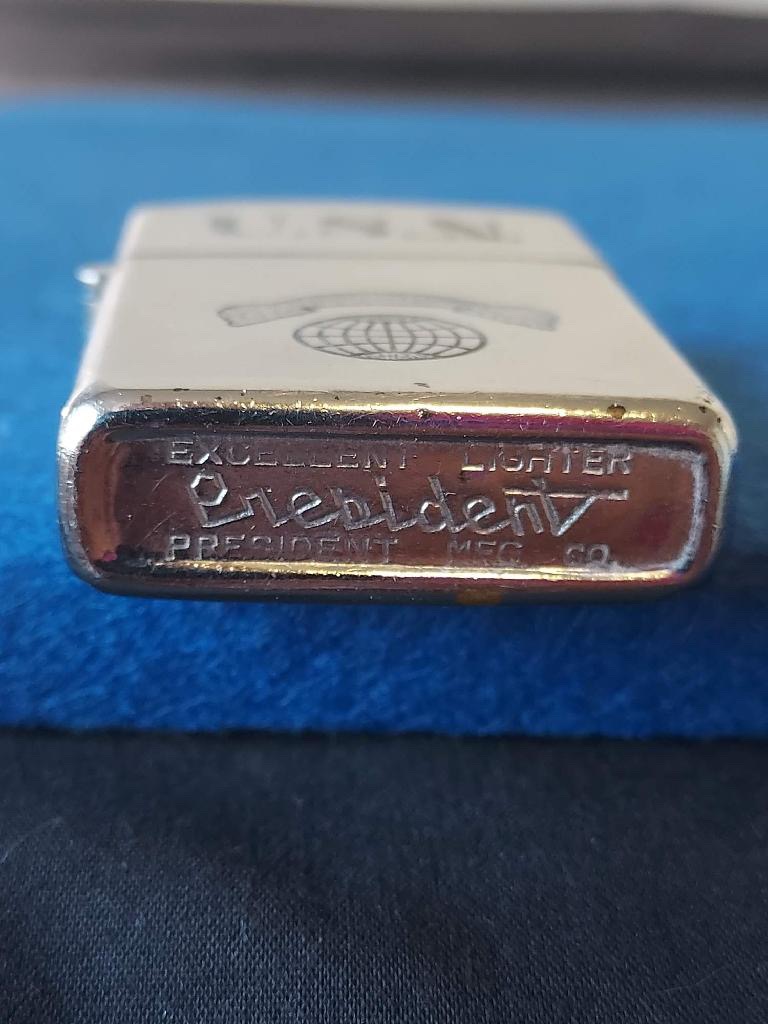 EXCELLENT LIGHTER
President
PRESIDENT MFG CO.